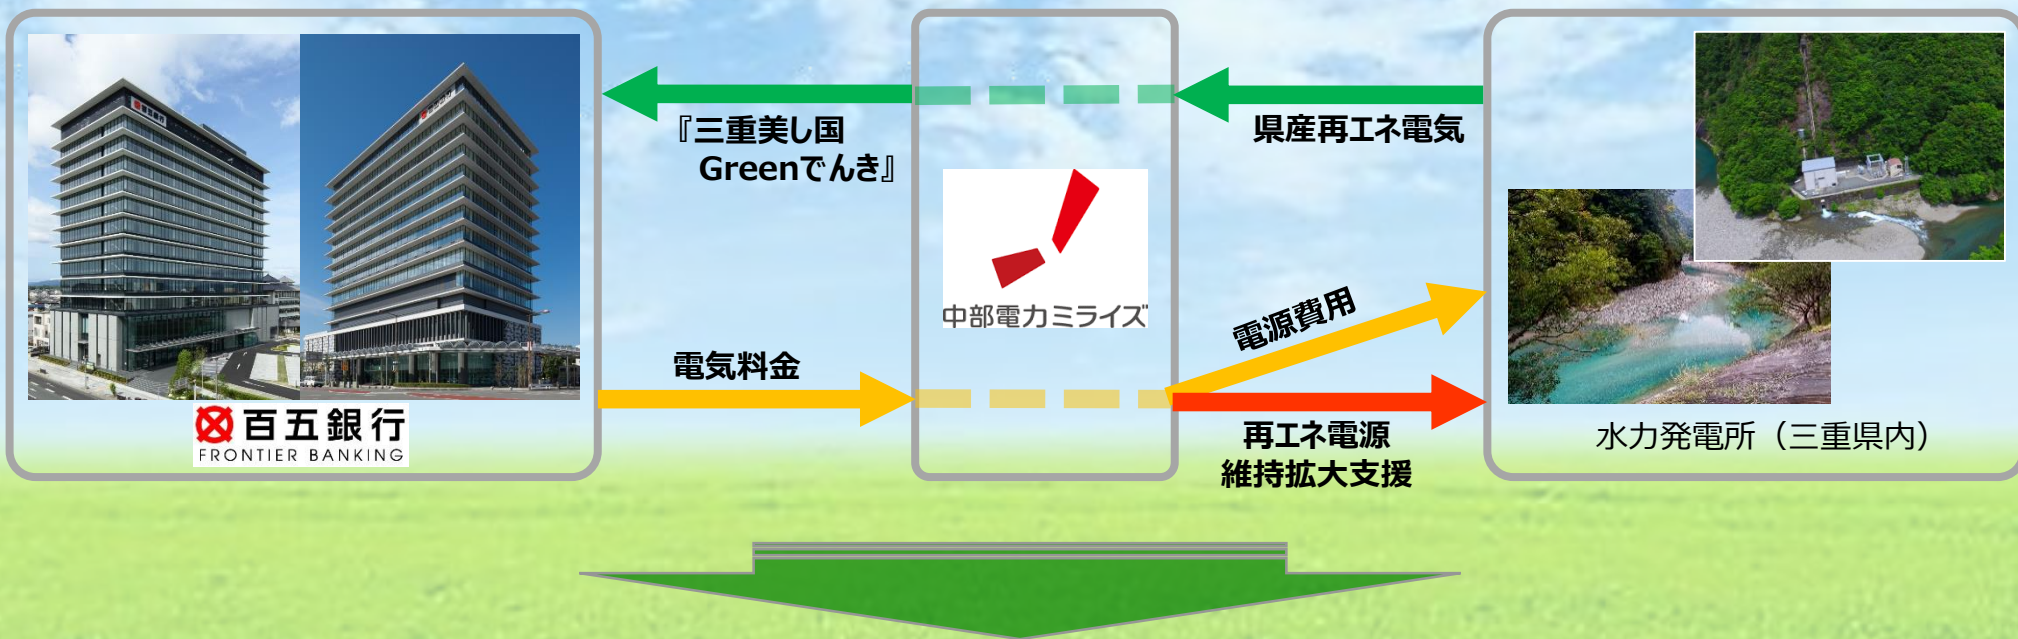 『三重美し国
Greenでんき』
県産再エネ電気
中部電力ミライズ
電気料金
電源費用
再エネ電源
維持拡大支援
百五銀行
FRONTIER BANKING
水力発電所（三重県内）